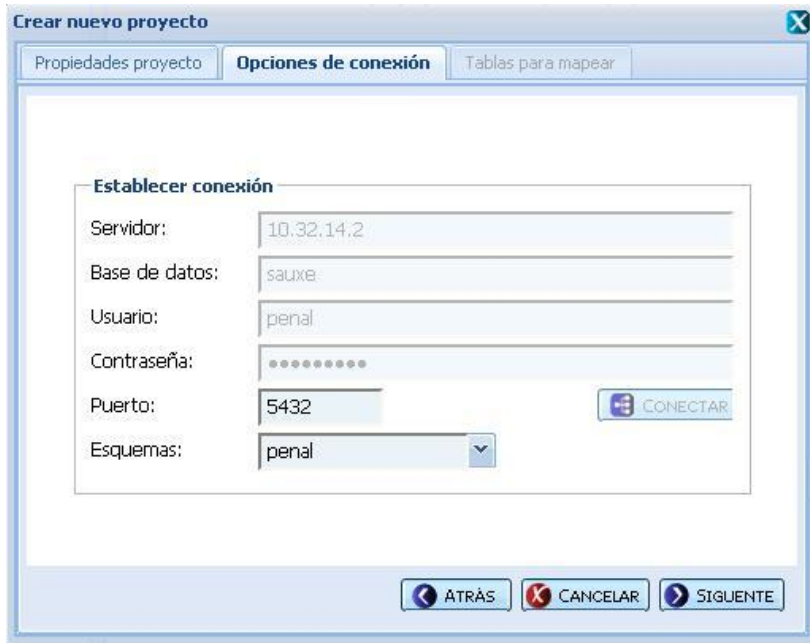 Crear nuevo proyecto
Propiedades proyecto
Opciones de conexión
Tablas para mapear
Establecer conexión
Servidor: 10.32.14.2
Base de datos: sauxe
Usuario: penal
Contraseña: •••••••••
Puerto: 5432
CONECTAR
Esquemas: penal
ATRÁS
CANCELAR
SIGUENTE